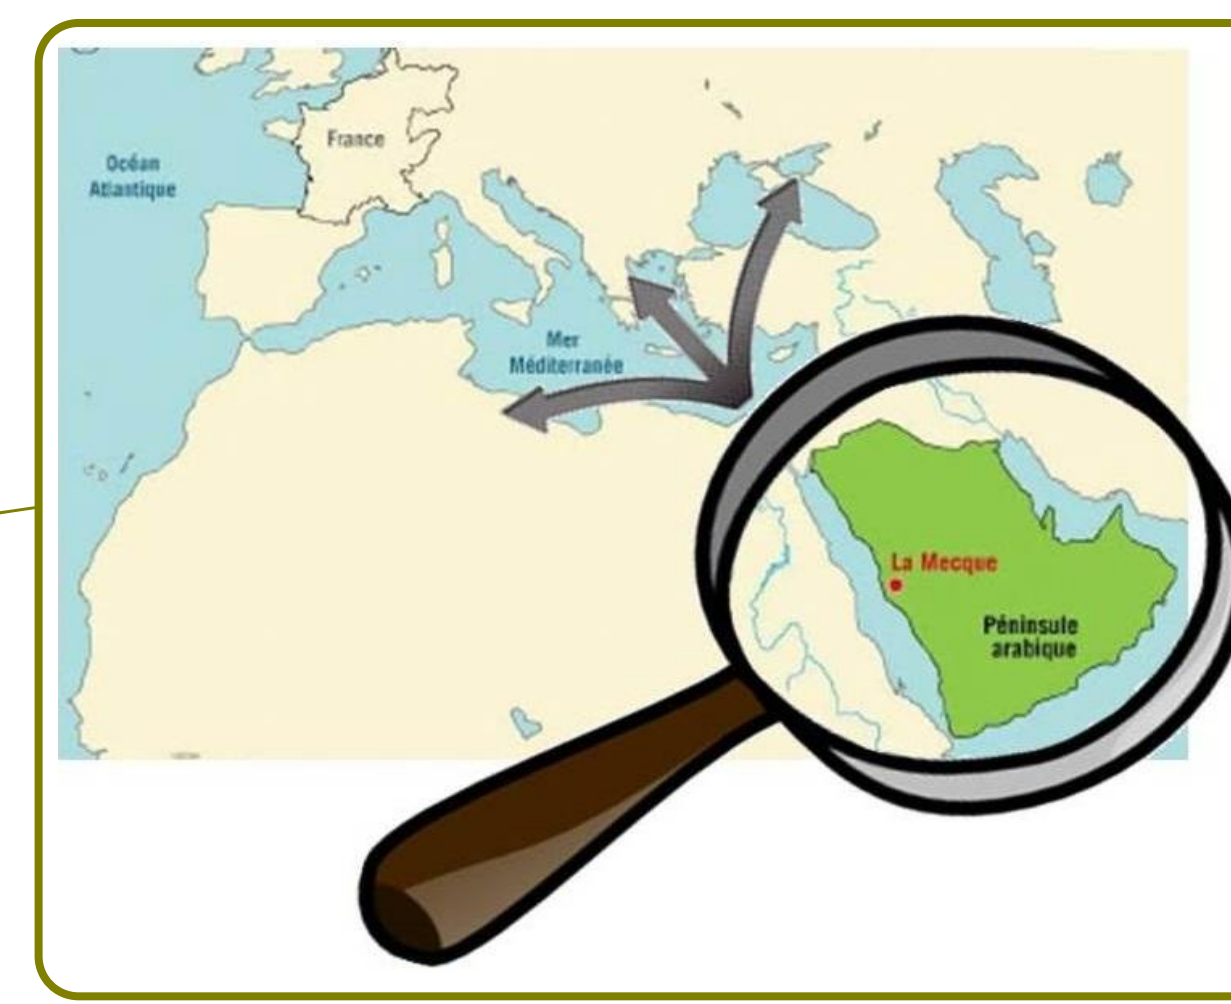 France
Océan
Atlantique
Mer
Méditerranée
La Mecque
Péninsule
arabique